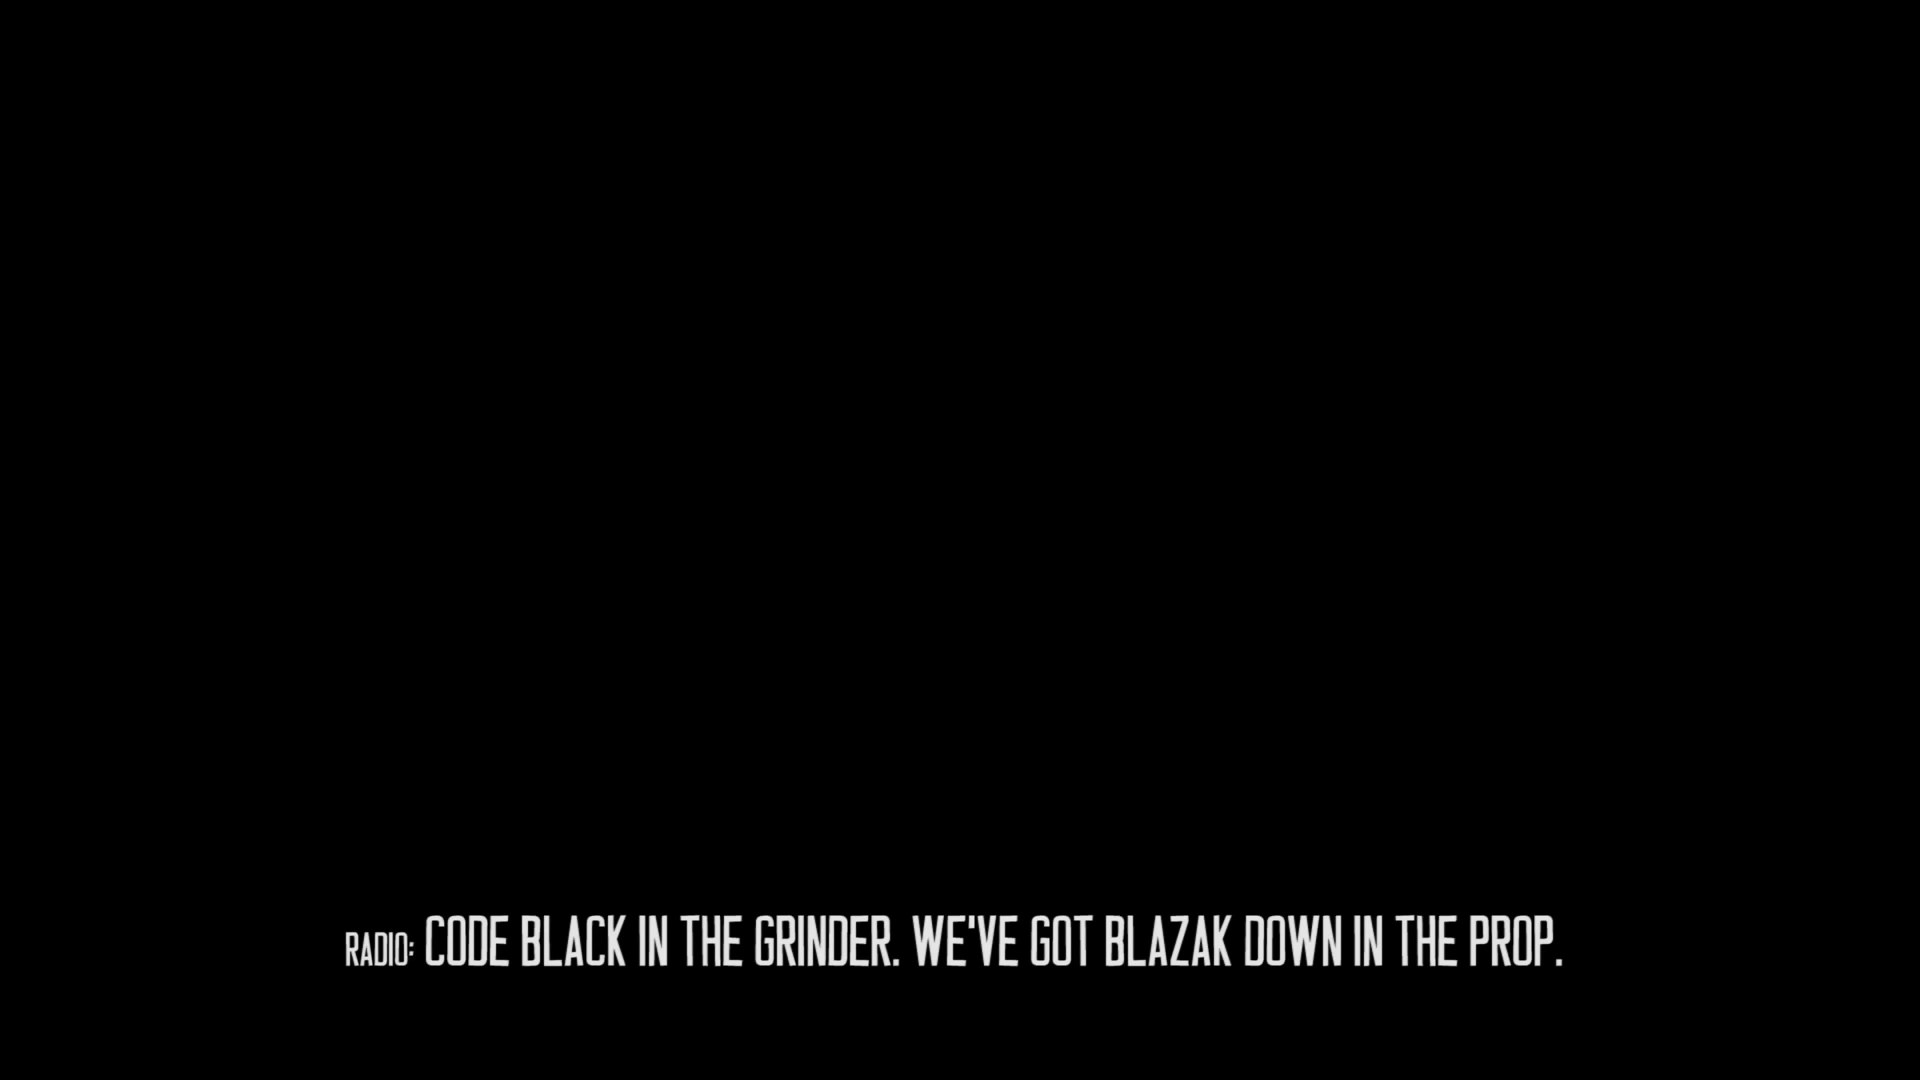 RADIO: CODE BLACK IN THE GRINDER. WE'VE GOT BLAZAK DOWN IN THE PROP.